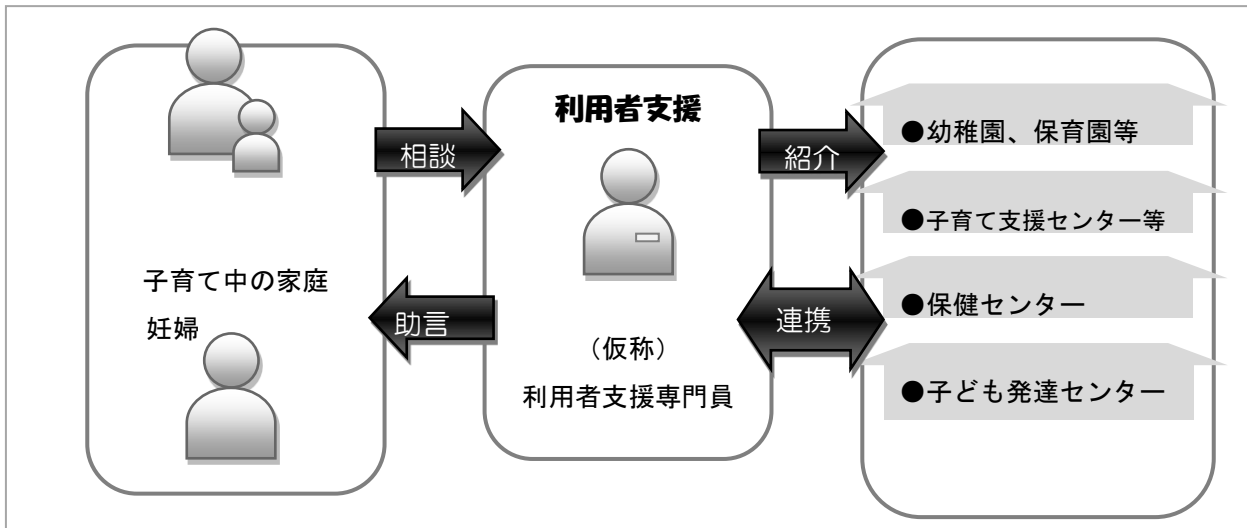 利用者支援
相談
紹介
●幼稚園、保育園等
●子育て支援センター等
子育て中の家庭
妊婦
助言
連携
●保健センター
（仮称）
利用者支援専門員
●子ども発達センター